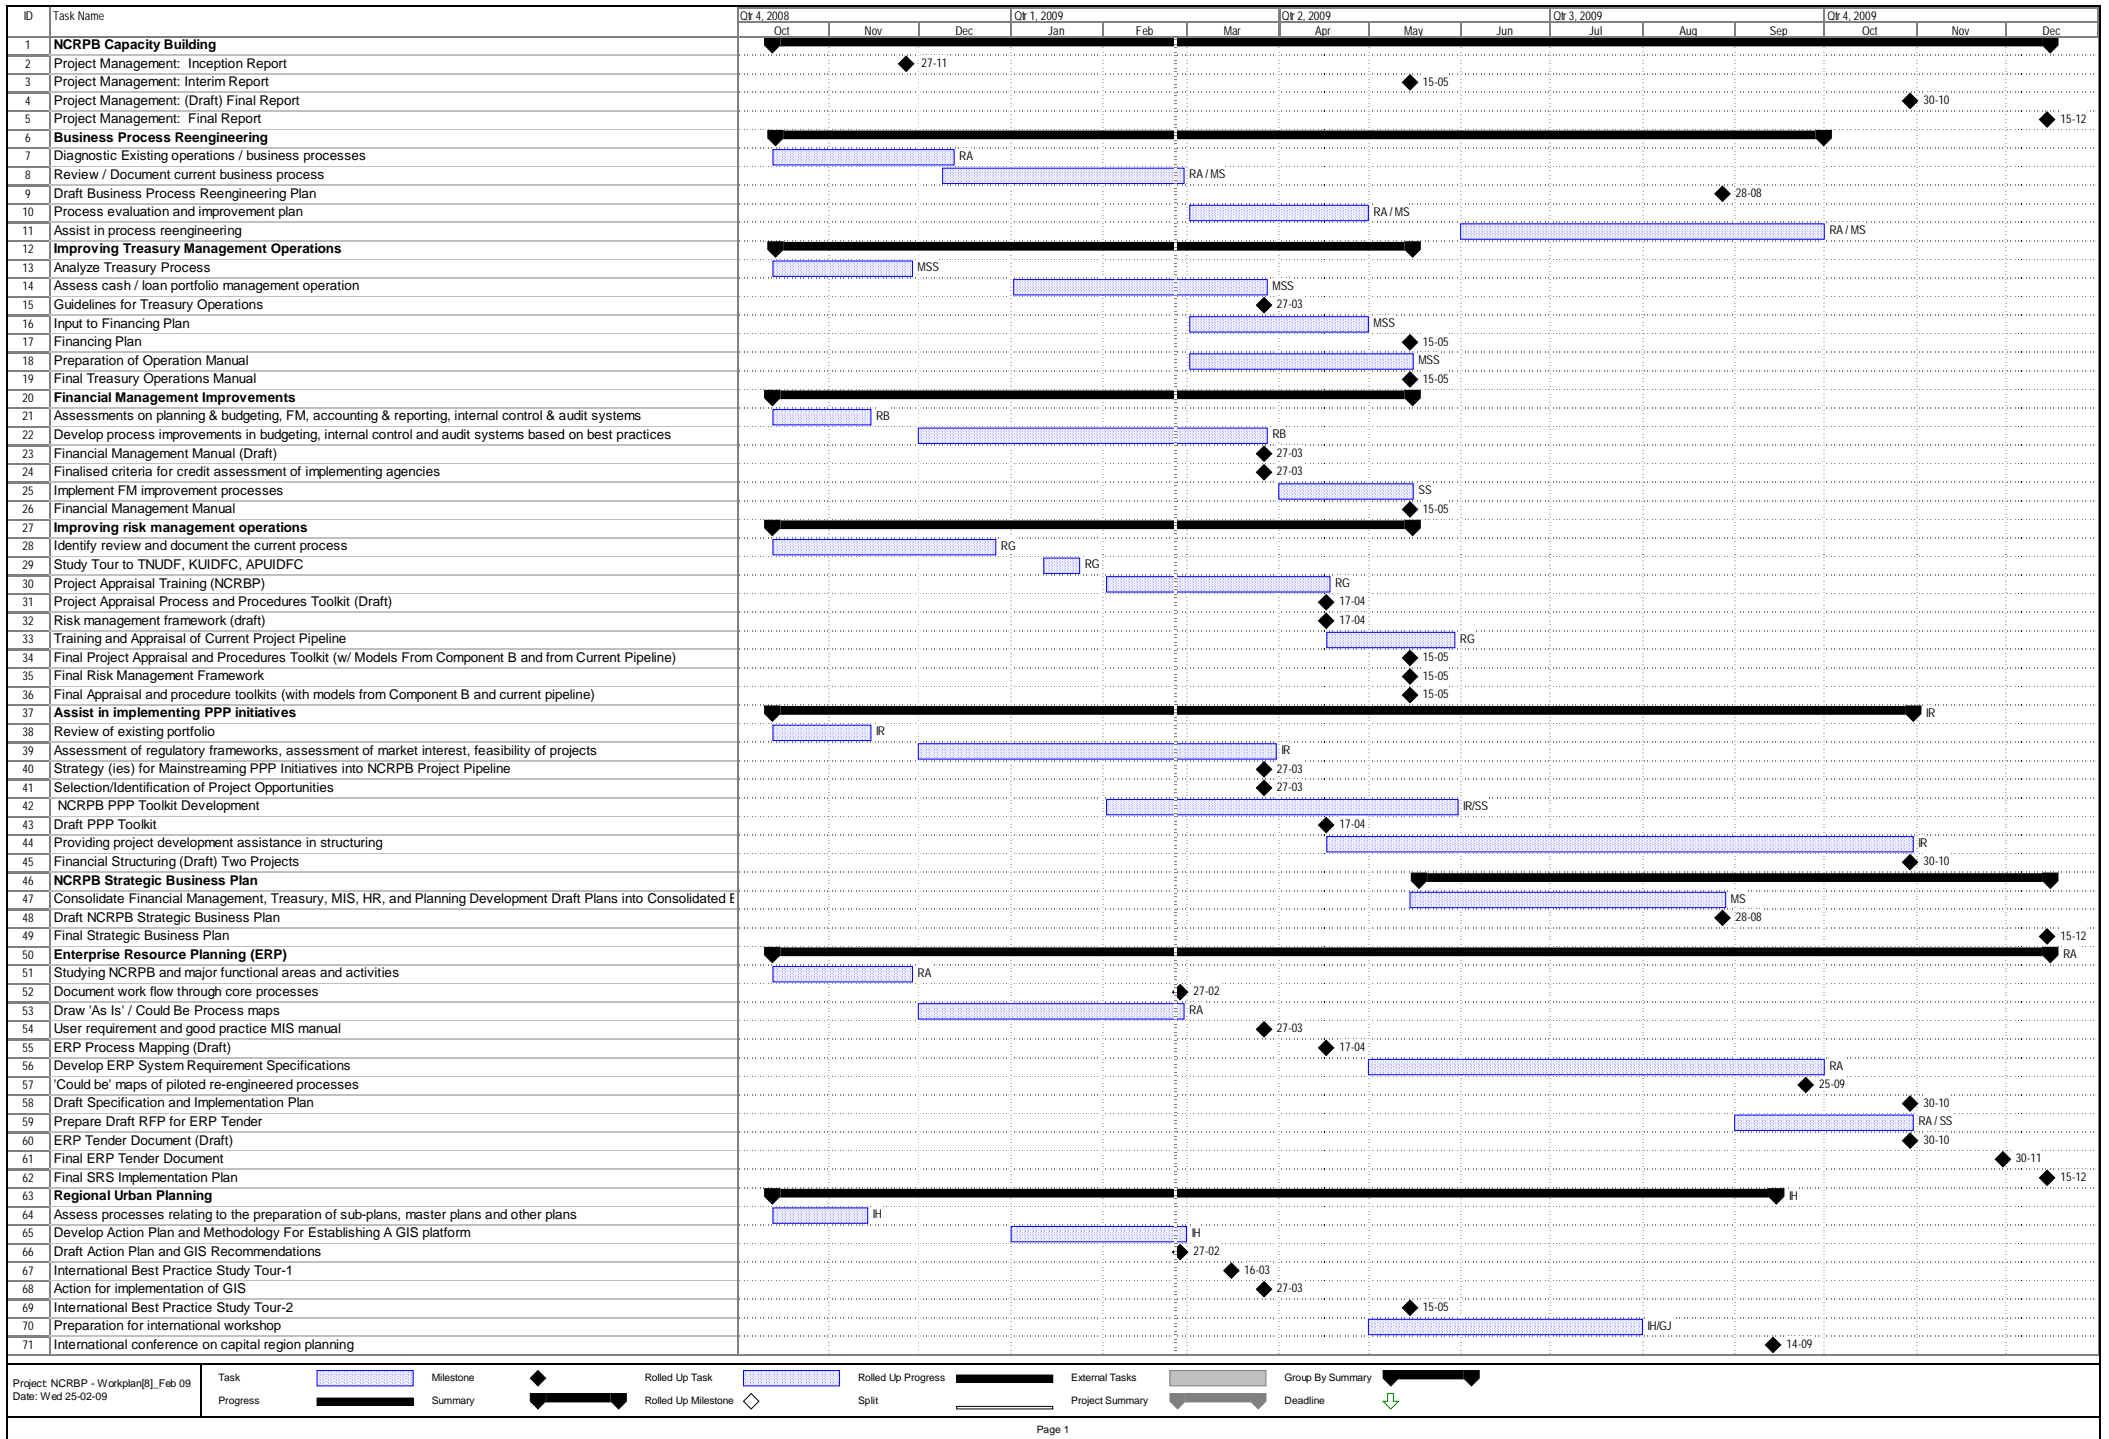 ID Task Name Qtr 4, 2008 Qtr 1, 2009 Qtr 2, 2009 Qtr 3, 2009 Qtr 4, 2009
Oct Nov Dec Jan Feb Mar Apr May Jun Jul Aug Sep Oct Nov Dec
1 NCRPB Capacity Building
2 Project Management: Inception Report 27-11
3 Project Management: Interim Report 15-05
4 Project Management: (Draft) Final Report 30-10
5 Project Management: Final Report 15-12
6 Business Process Reengineering
7 Diagnostic Existing operations / business processes RA
8 Review / Document current business process RA / MS
9 Draft Business Process Reengineering Plan 28-08
10 Process evaluation and improvement plan RA / MS
11 Assist in process reengineering RA / MS
12 Improving Treasury Management Operations
13 Analyze Treasury Process MSS
14 Assess cash / loan portfolio management operation MSS
15 Guidelines for Treasury Operations 27-03
16 Input to Financing Plan MSS
17 Financing Plan 15-05
18 Preparation of Operation Manual MSS
19 Final Treasury Operations Manual 15-05
20 Financial Management Improvements
21 Assessments on planning & budgeting, FM, accounting & reporting, internal control & audit systems RB
22 Develop process improvements in budgeting, internal control and audit systems based on best practices RB
23 Financial Management Manual (Draft) 27-03
24 Finalised criteria for credit assessment of implementing agencies 27-03
25 Implement FM improvement processes SS
26 Financial Management Manual 15-05
27 Improving risk management operations
28 Identify review and document the current process RG
29 Study Tour to TNUDF, KUIDFC, APUIDFC RG
30 Project Appraisal Training (NCRBP) RG
31 Project Appraisal Process and Procedures Toolkit (Draft) 17-04
32 Risk management framework (draft) 17-04
33 Training and Appraisal of Current Project Pipeline RG
34 Final Project Appraisal and Procedures Toolkit (w/ Models From Component B and from Current Pipeline) 15-05
35 Final Risk Management Framework 15-05
36 Final Appraisal and procedure toolkits (with models from Component B and current pipeline) 15-05
37 Assist in implementing PPP initiatives IR
38 Review of existing portfolio IR
39 Assessment of regulatory frameworks, assessment of market interest, feasibility of projects IR
40 Strategy (ies) for Mainstreaming PPP Initiatives into NCRPB Project Pipeline 27-03
41 Selection/Identification of Project Opportunities 27-03
42 NCRPB PPP Toolkit Development IR/SS
43 Draft PPP Toolkit 17-04
44 Providing project development assistance in structuring IR
45 Financial Structuring (Draft) Two Projects 30-10
46 NCRPB Strategic Business Plan
47 Consolidate Financial Management, Treasury, MIS, HR, and Planning Development Draft Plans into Consolidated E MS
48 Draft NCRPB Strategic Business Plan 28-08
49 Final Strategic Business Plan 15-12
50 Enterprise Resource Planning (ERP) RA
51 Studying NCRPB and major functional areas and activities RA
52 Document work flow through core processes 27-02
53 Draw 'As Is' / Could Be Process maps RA
54 User requirement and good practice MIS manual 27-03
55 ERP Process Mapping (Draft) 17-04
56 Develop ERP System Requirement Specifications RA
57 'Could be' maps of piloted re-engineered processes 25-09
58 Draft Specification and Implementation Plan 30-10
59 Prepare Draft RFP for ERP Tender RA / SS
60 ERP Tender Document (Draft) 30-10
61 Final ERP Tender Document 30-11
62 Final SRS Implementation Plan 15-12
63 Regional Urban Planning IH
64 Assess processes relating to the preparation of sub-plans, master plans and other plans IH
65 Develop Action Plan and Methodology For Establishing A GIS platform IH
66 Draft Action Plan and GIS Recommendations 27-02
67 International Best Practice Study Tour-1 16-03
68 Action for implementation of GIS 27-03
69 International Best Practice Study Tour-2 15-05
70 Preparation for international workshop IH/GJ
71 International conference on capital region planning 14-09
Project: NCRBP - Workplan[8]_Feb 09
Date: Wed 25-02-09
Task Milestone Rolled Up Task Rolled Up Progress External Tasks Group By Summary
Progress Summary Rolled Up Milestone Split Project Summary Deadline
Page 1